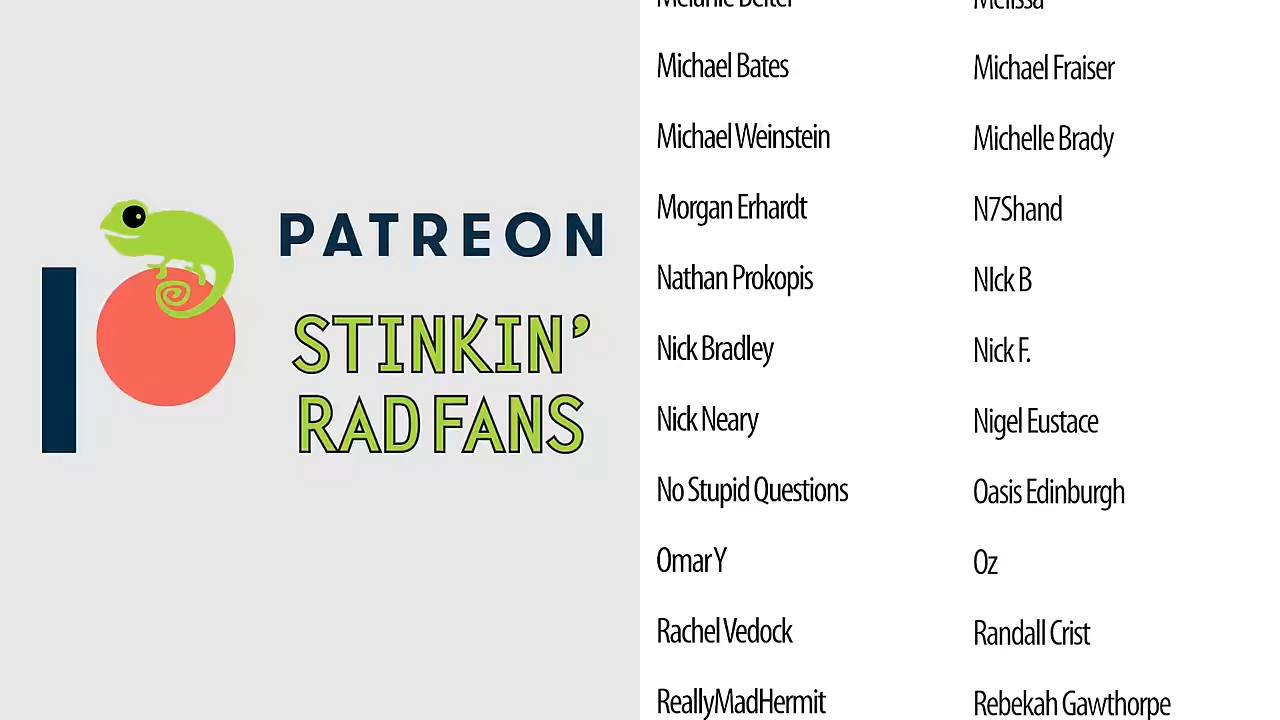 PATREON
STINKIN'
RAD FANS
Melissa
Michael Bates
Michael Fraiser
Michael Weinstein
Michelle Brady
Morgan Erhardt
N7Shand
Nathan Prokopis
NIck B
Nick Bradley
Nick F.
Nick Neary
Nigel Eustace
No Stupid Questions
Oasis Edinburgh
Omar Y
Oz
Rachel Vedock
Randall Crist
ReallyMadHermit
Rebekah Gawthorpe